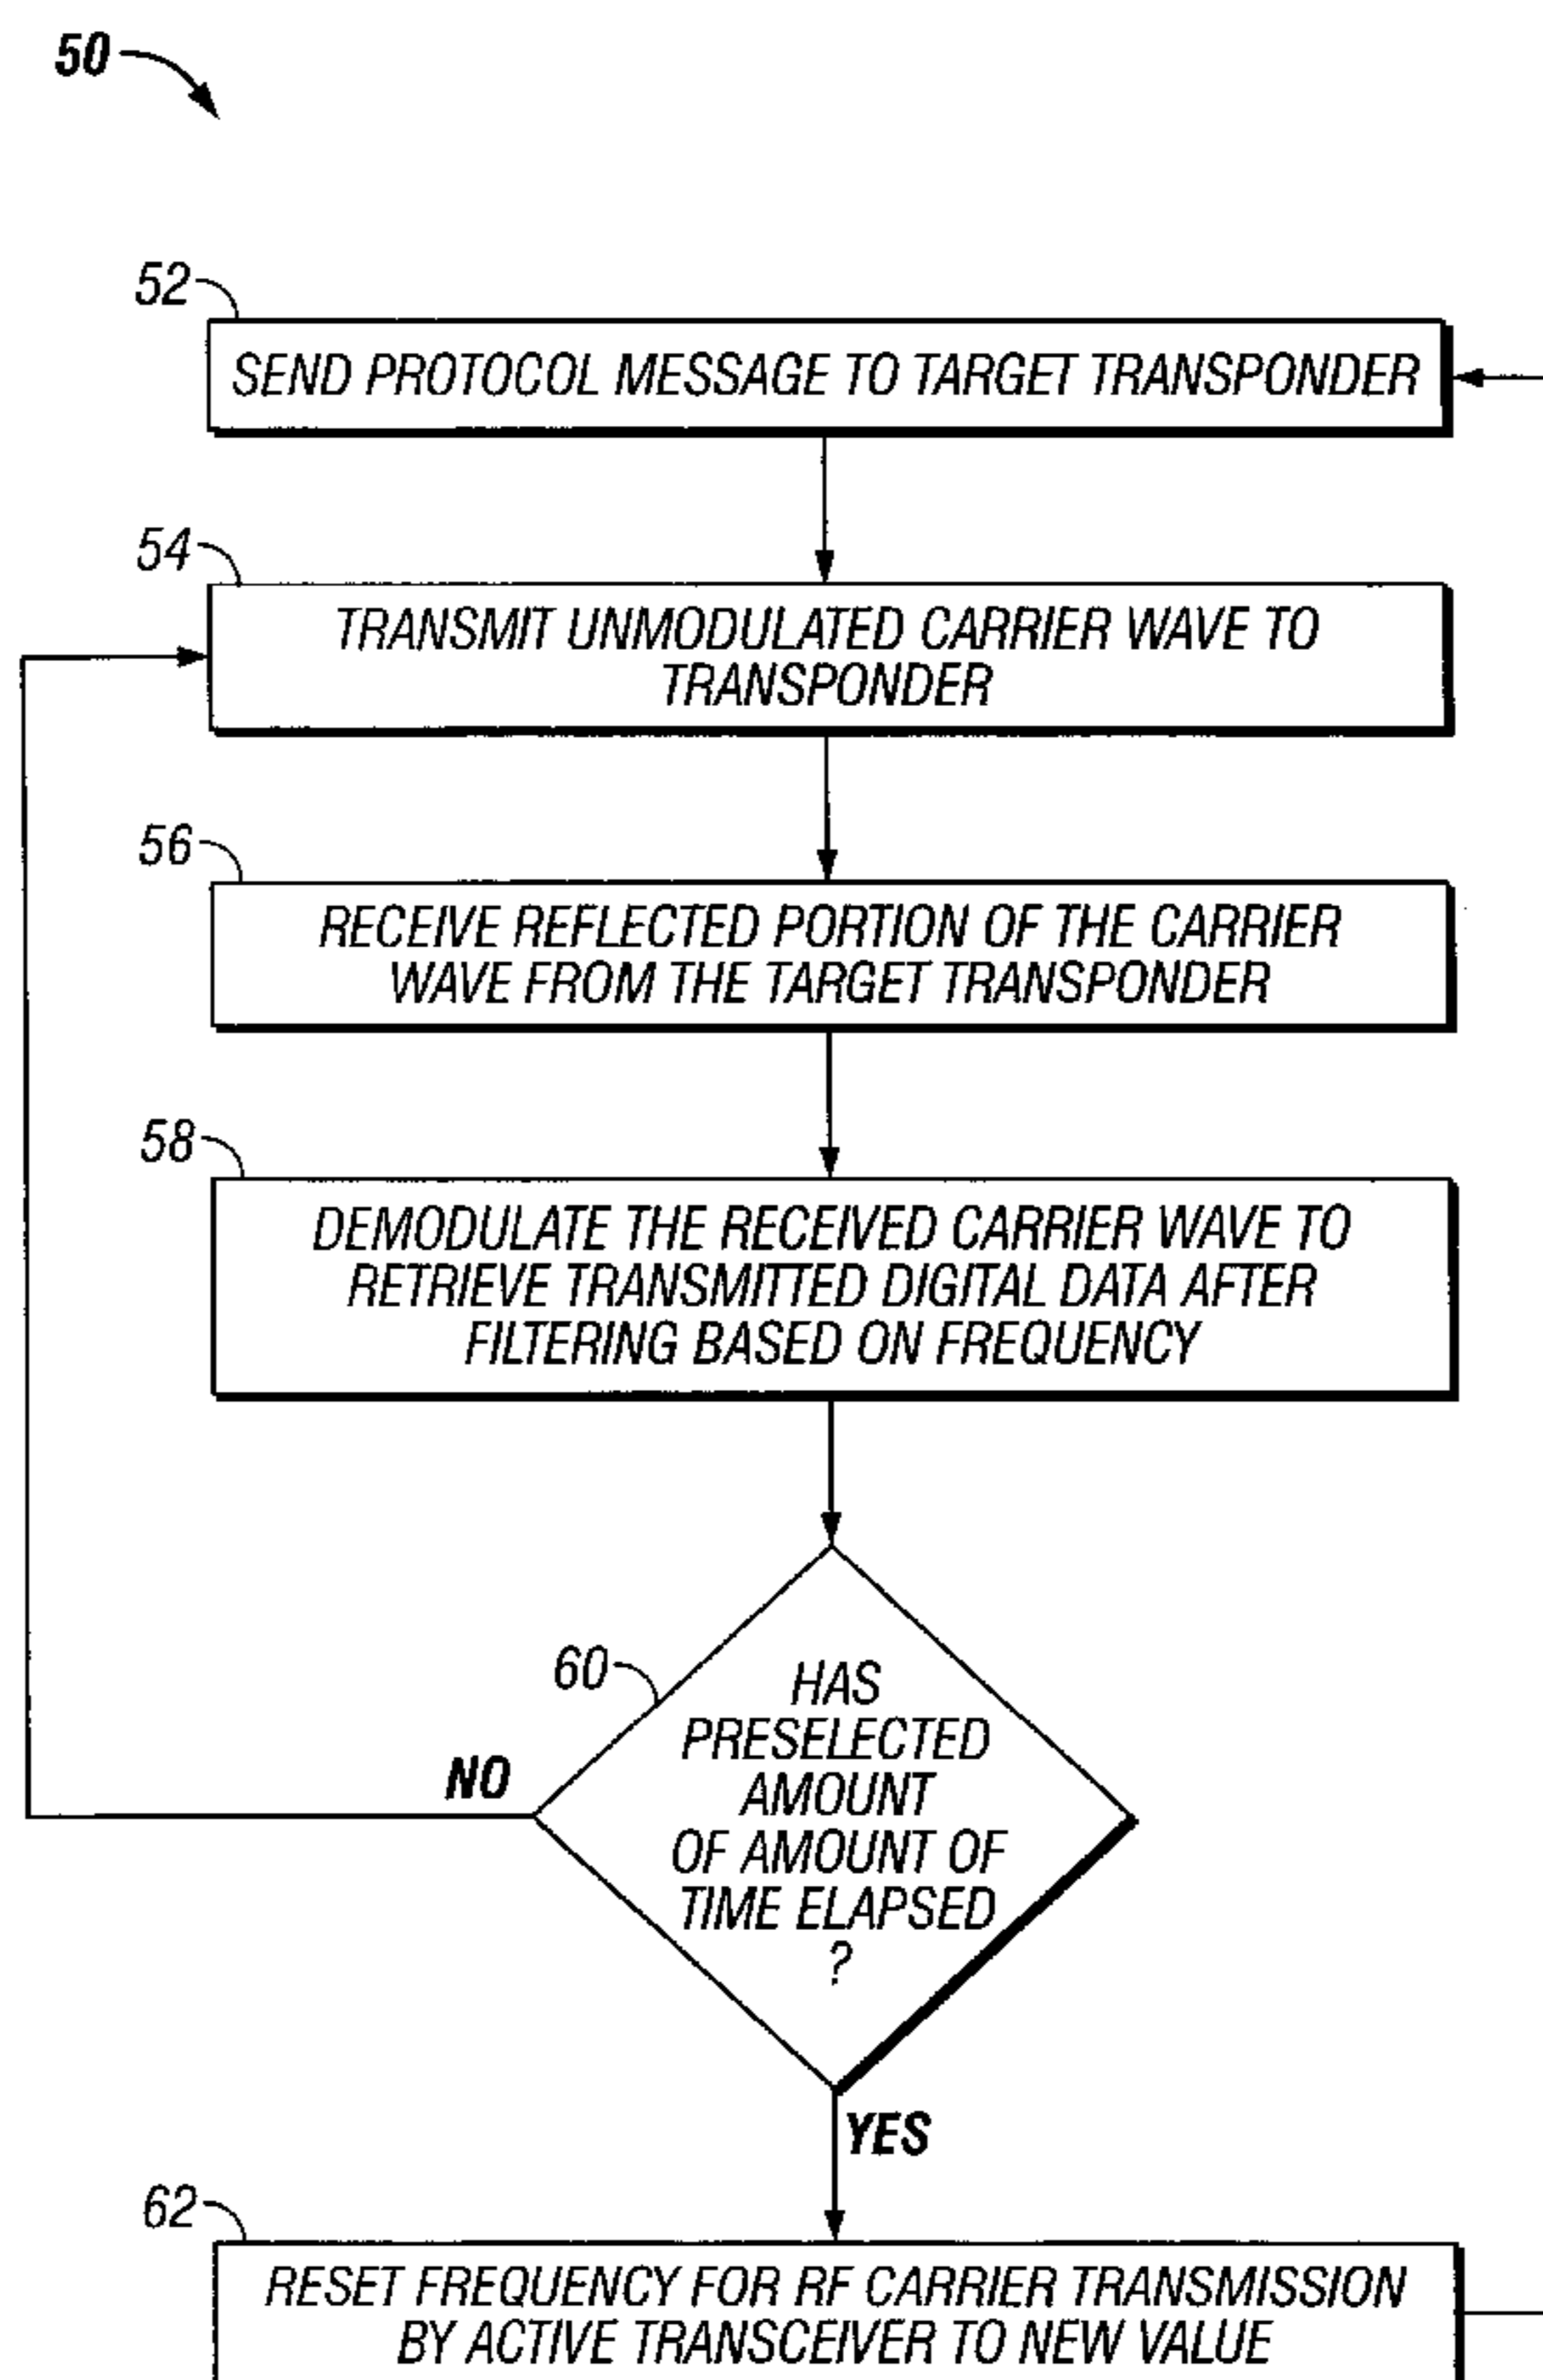 50
52
SEND PROTOCOL MESSAGE TO TARGET TRANSPONDER
54
TRANSMIT UNMODULATED CARRIER WAVE TO
TRANSPONDER
56
RECEIVE REFLECTED PORTION OF THE CARRIER
WAVE FROM THE TARGET TRANSPONDER
58
DEMODULATE THE RECEIVED CARRIER WAVE TO
RETRIEVE TRANSMITTED DIGITAL DATA AFTER
FILTERING BASED ON FREQUENCY
60
HAS
PRESELECTED
AMOUNT
OF AMOUNT OF
TIME ELAPSED
?
NO
YES
62
RESET FREQUENCY FOR RF CARRIER TRANSMISSION
BY ACTIVE TRANSCEIVER TO NEW VALUE